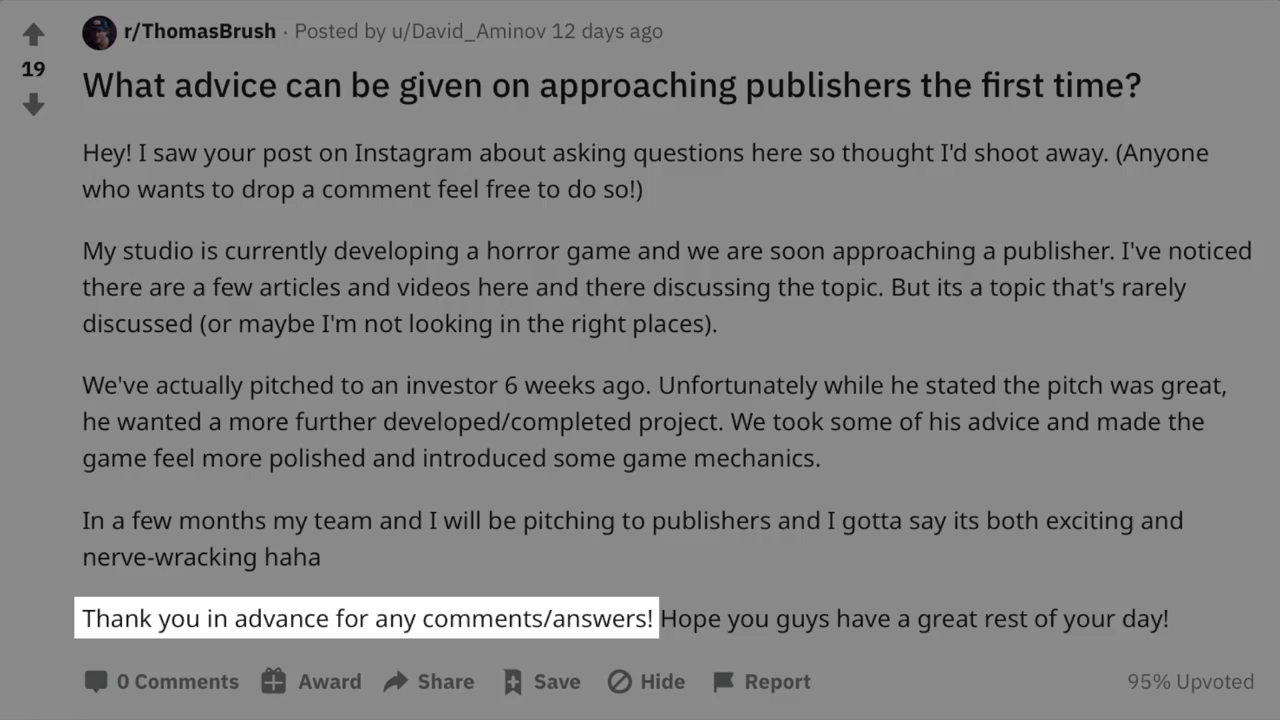 r/ThomasBrush · Posted by u/David_Aminov 12 days ago
19
What advice can be given on approaching publishers the first time?
Hey! I saw your post on Instagram about asking questions here so thought I'd shoot away. (Anyone
who wants to drop a comment feel free to do so!)
My studio is currently developing a horror game and we are soon approaching a publisher. I've noticed
there are a few articles and videos here and there discussing the topic. But its a topic that's rarely
discussed (or maybe I'm not looking in the right places).
We've actually pitched to an investor 6 weeks ago. Unfortunately while he stated the pitch was great,
he wanted a more further developed/completed project. We took some of his advice and made the
game feel more polished and introduced some game mechanics.
In a few months my team and I will be pitching to publishers and I gotta say its both exciting and
nerve-wracking haha
Thank you in advance for any comments/answers! Hope you guys have a great rest of your day!
0 Comments Award Share Save Hide Report 95% Upvoted